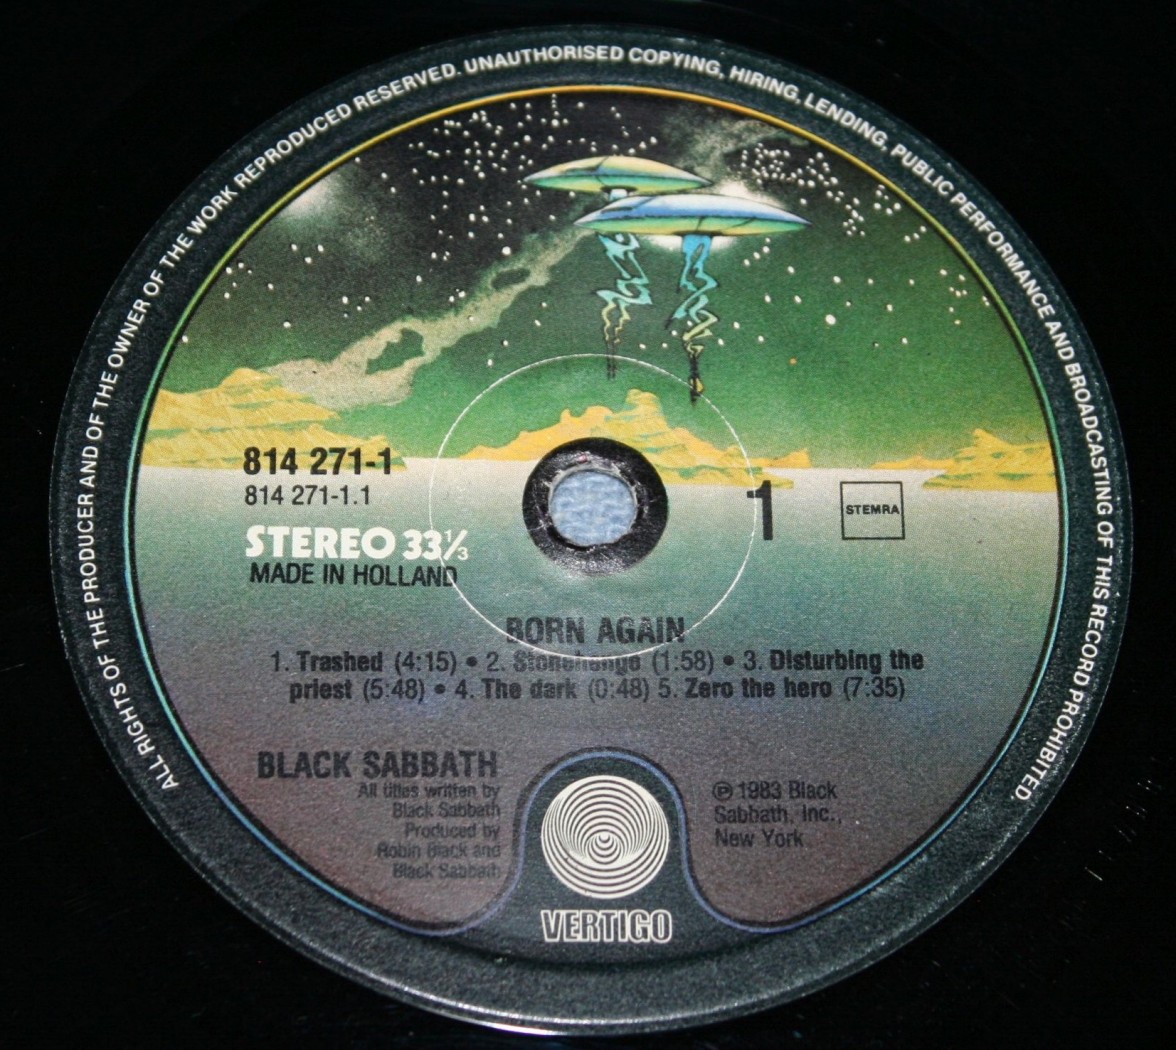 ALL RIGHTS OF THE PRODUCER AND OF THE OWNER OF THE WORK REPRODUCED RESERVED. UNAUTHORISED COPYING, HIRING, LENDING, PUBLIC PERFORMANCE AND BROADCASTING OF THIS RECORD PROHIBITED.
814 271-1
814 271-1.1
STEREO 33⅓
MADE IN HOLLAND
1
STEMRA
BORN AGAIN
1. Trashed (4:15) • 2. Stonehenge (1:58) • 3. Disturbing the
priest (5:48) • 4. The dark (0:48) 5. Zero the hero (7:35)
BLACK SABBATH
All titles written by
Black Sabbath
Produced by
Robin Black and
Black Sabbath
℗ 1983 Black
Sabbath, Inc.,
New York
VERTIGO